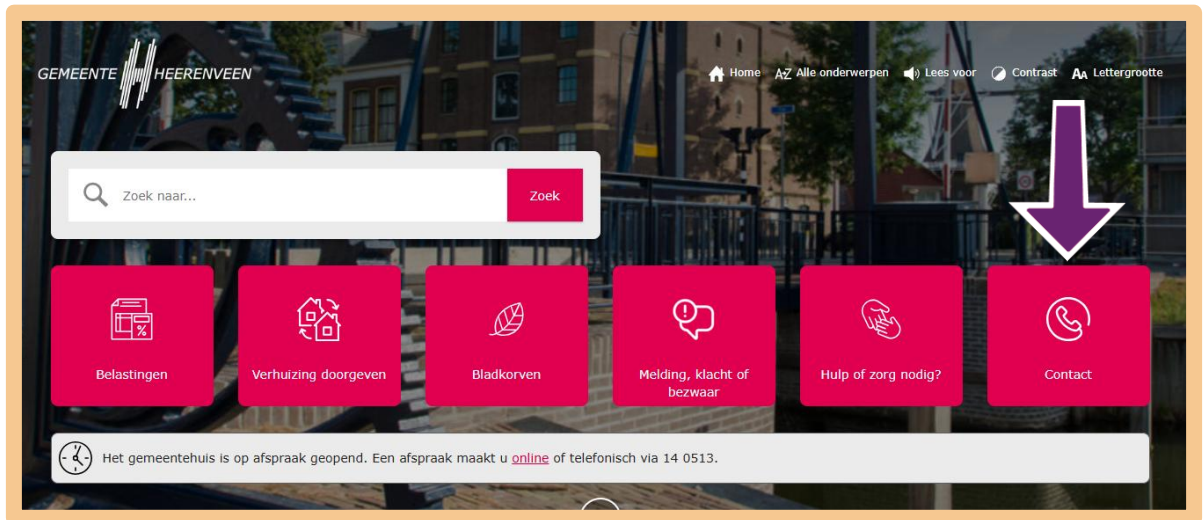 GEMEENTE HEERENVEEN
Home AZ Alle onderwerpen Lees voor Contrast AA Lettergrootte
Zoek naar... Zoek
Belastingen
Verhuizing doorgeven
Bladkorven
Melding, klacht of
bezwaar
Hulp of zorg nodig?
Contact
Het gemeentehuis is op afspraak geopend. Een afspraak maakt u online of telefonisch via 14 0513.